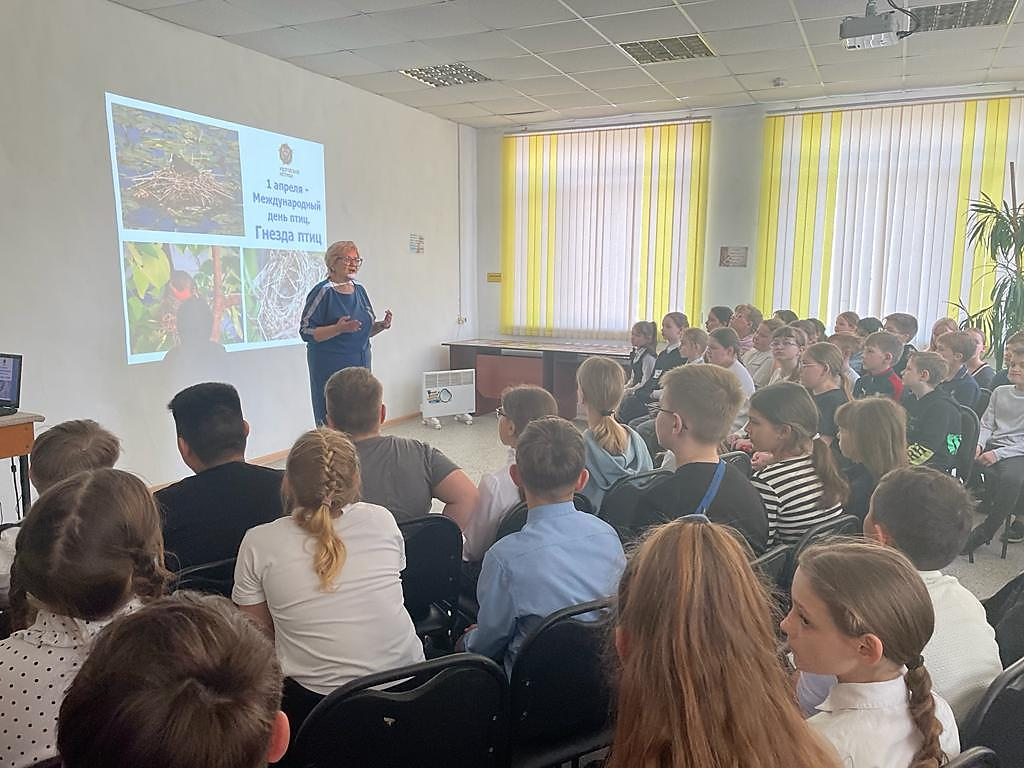 1 апреля -
Международный
день птиц.
Гнезда птиц